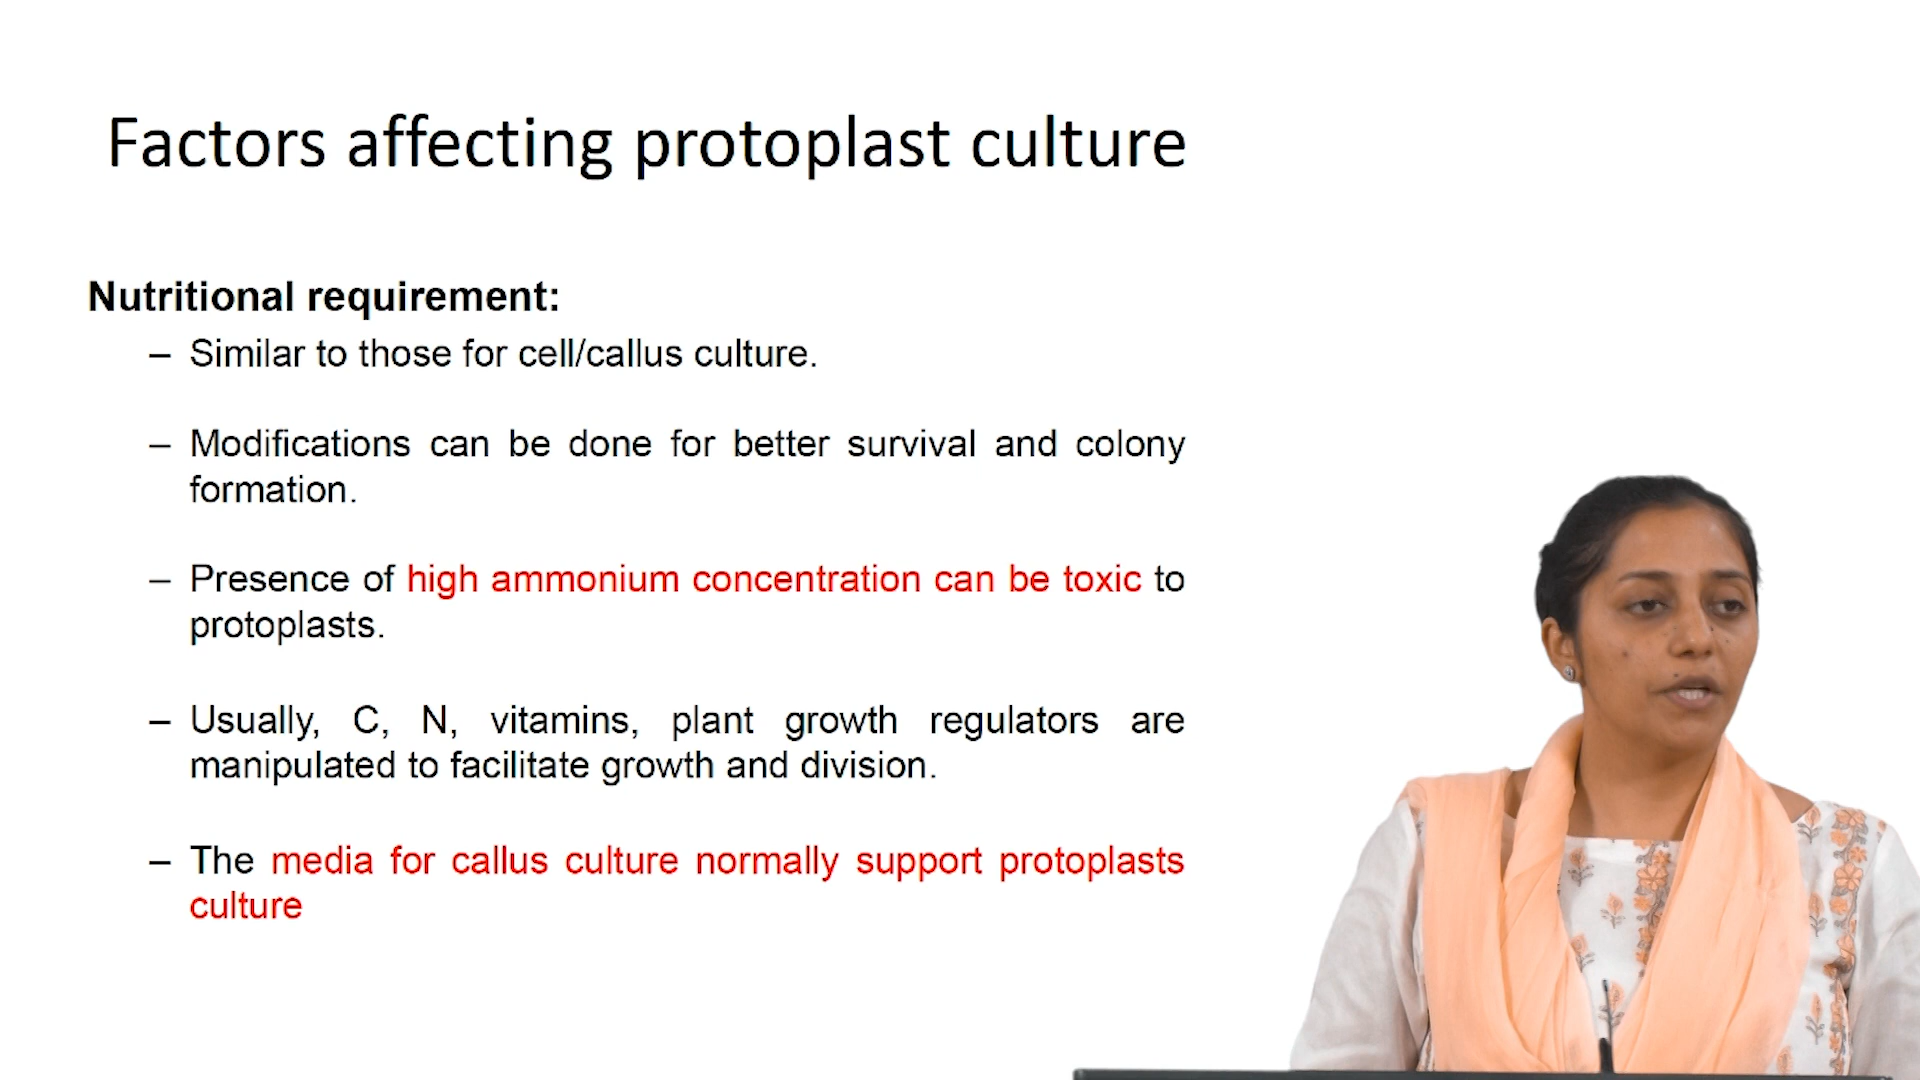 Factors affecting protoplast culture
Nutritional requirement:
– Similar to those for cell/callus culture.
– Modifications can be done for better survival and colony
formation.
– Presence of high ammonium concentration can be toxic to
protoplasts.
– Usually, C, N, vitamins, plant growth regulators are
manipulated to facilitate growth and division.
– The media for callus culture normally support protoplasts
culture